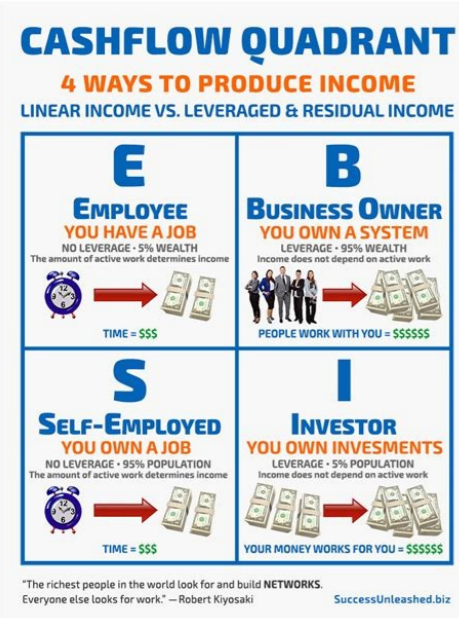 CASHFLOW QUADRANT
4 WAYS TO PRODUCE INCOME
LINEAR INCOME VS. LEVERAGED & RESIDUAL INCOME
E
EMPLOYEE
YOU HAVE A JOB
NO LEVERAGE • 5% WEALTH
The amount of active work determines income
TIME = $$$
B
BUSINESS OWNER
YOU OWN A SYSTEM
LEVERAGE • 95% WEALTH
Income does not depend on active work
PEOPLE WORK WITH YOU = $$$$$$
S
SELF-EMPLOYED
YOU OWN A JOB
NO LEVERAGE • 95% POPULATION
The amount of active work determines income
TIME = $$$
I
INVESTOR
YOU OWN INVESMENTS
LEVERAGE • 5% POPULATION
Income does not depend on active work
YOUR MONEY WORKS FOR YOU = $$$$$$
"The richest people in the world look for and build NETWORKS.
Everyone else looks for work." — Robert Kiyosaki
SuccessUnleashed.biz